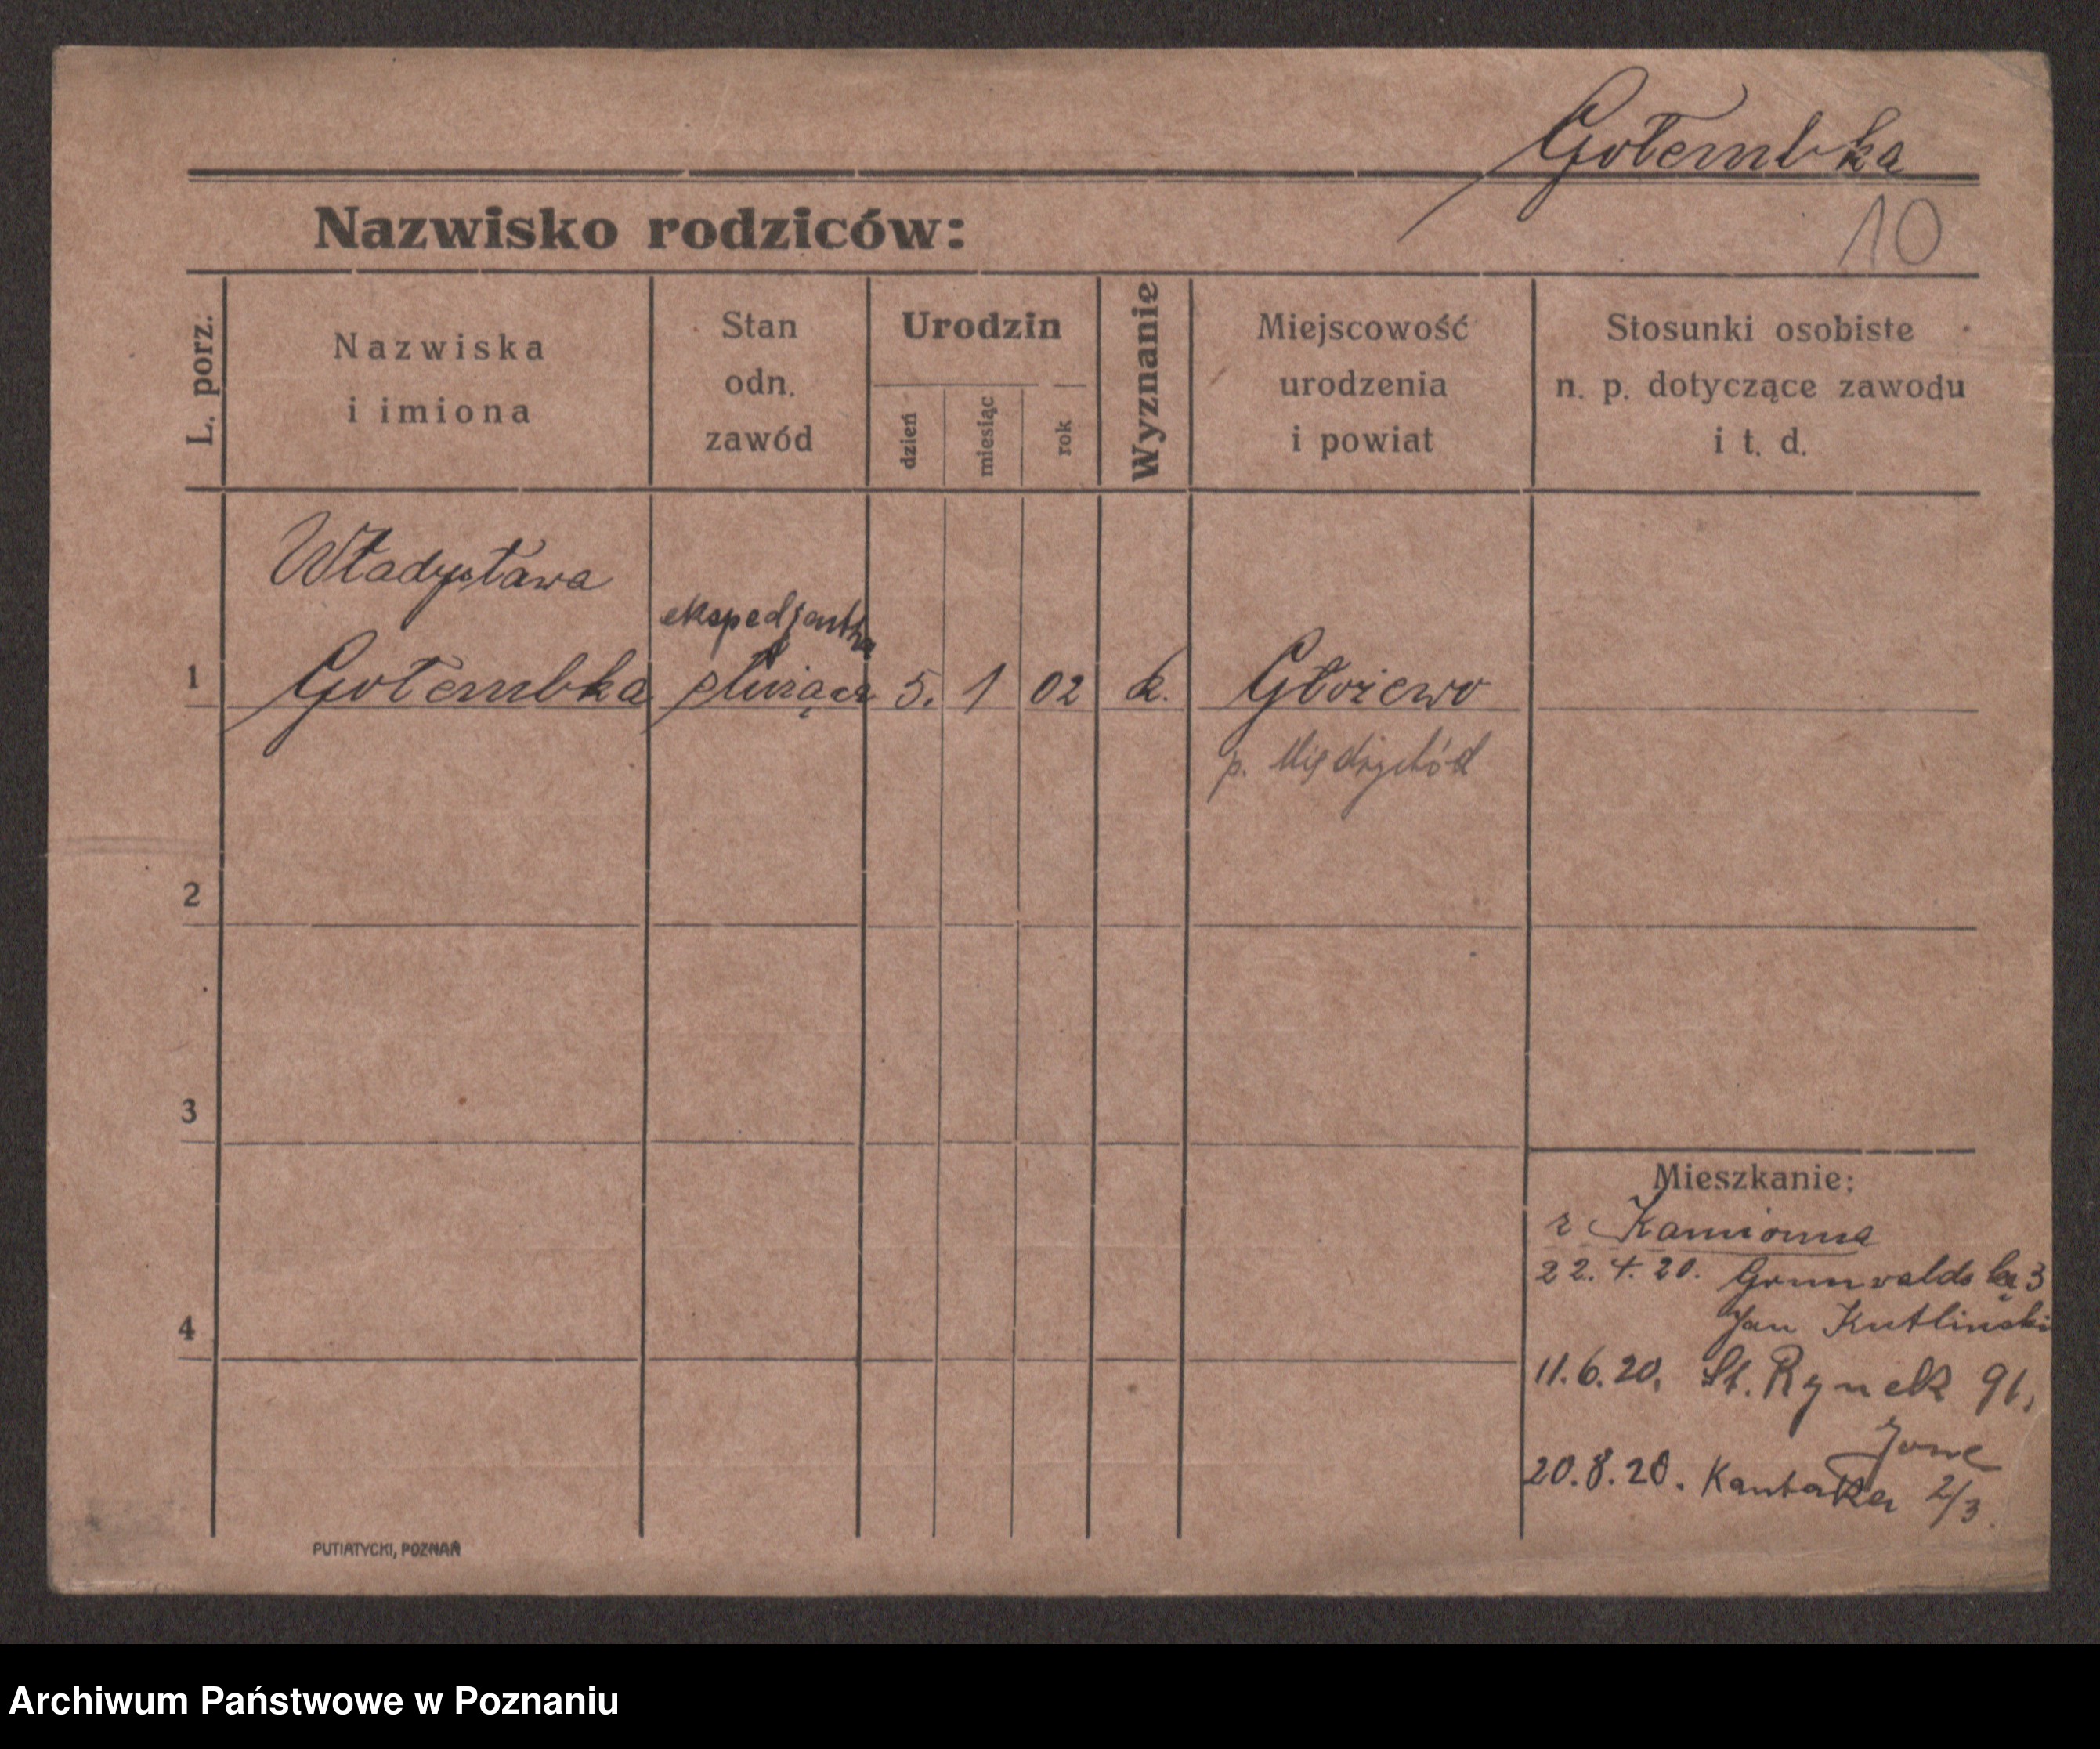 Gołembka
10
Nazwisko rodziców:
L. porz.
Nazwiska
i imiona
Stan
odn.
zawód
Urodzin
dzień
miesiąc
rok
Wyznanie
Miejscowość
urodzenia
i powiat
Stosunki osobiste
n. p. dotyczące zawodu
i t. d.
Władysława
ekspedjentka
1 Gołembka służąca 5. 1 02 k. Głożewo
p. Międzychód
2
3
4
Mieszkanie:
z Kamionna
22.4.20. Grunwaldska 3
Jan Kutliński
11.6.20. St. Rynek 91,
20.8.20. Kantaka 2/3.
PUTIATYCKI, POZNAŃ
Archiwum Państwowe w Poznaniu